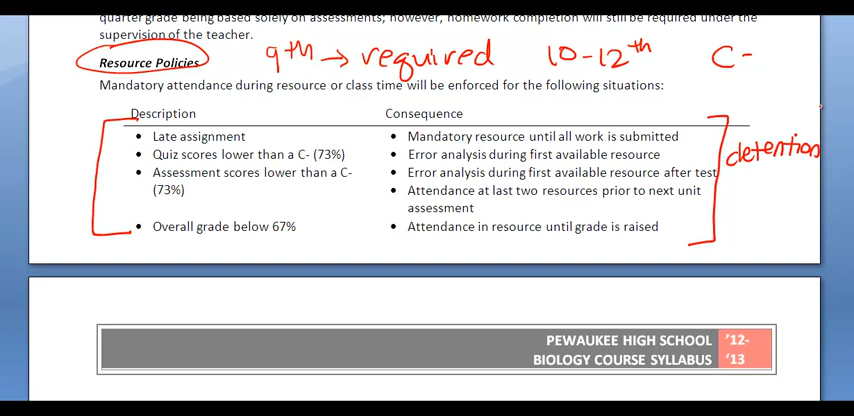 quarter grade being based solely on assessments; however, homework completion will still be required under the
supervision of the teacher.
9th → required 10-12th C-
Resource Policies
Mandatory attendance during resource or class time will be enforced for the following situations:
Description Consequence
• Late assignment • Mandatory resource until all work is submitted
• Quiz scores lower than a C- (73%) • Error analysis during first available resource
detention
• Assessment scores lower than a C- • Error analysis during first available resource after test
(73%) • Attendance at last two resources prior to next unit
assessment
• Overall grade below 67% • Attendance in resource until grade is raised
PEWAUKEE HIGH SCHOOL '12-
BIOLOGY COURSE SYLLABUS '13